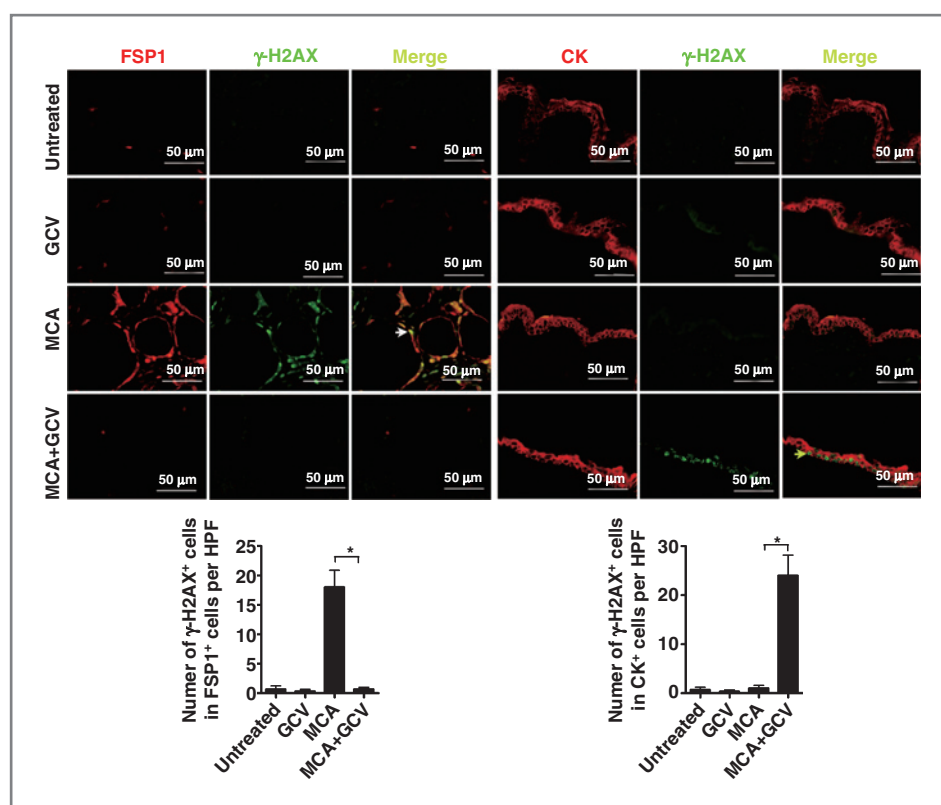 FSP1 γ-H2AX Merge CK γ-H2AX Merge
Untreated
50 μm 50 μm 50 μm 50 μm 50 μm 50 μm
GCV
50 μm 50 μm 50 μm 50 μm 50 μm 50 μm
MCA
50 μm 50 μm 50 μm 50 μm 50 μm 50 μm
MCA+GCV
50 μm 50 μm 50 μm 50 μm 50 μm 50 μm
Numer of γ-H2AX+ cells
in FSP1+ cells per HPF
25
20
15
10
5
0
*
Untreated
GCV
MCA
MCA+GCV
Numer of γ-H2AX+ cells
in CK+ cells per HPF
30
20
10
0
*
Untreated
GCV
MCA
MCA+GCV